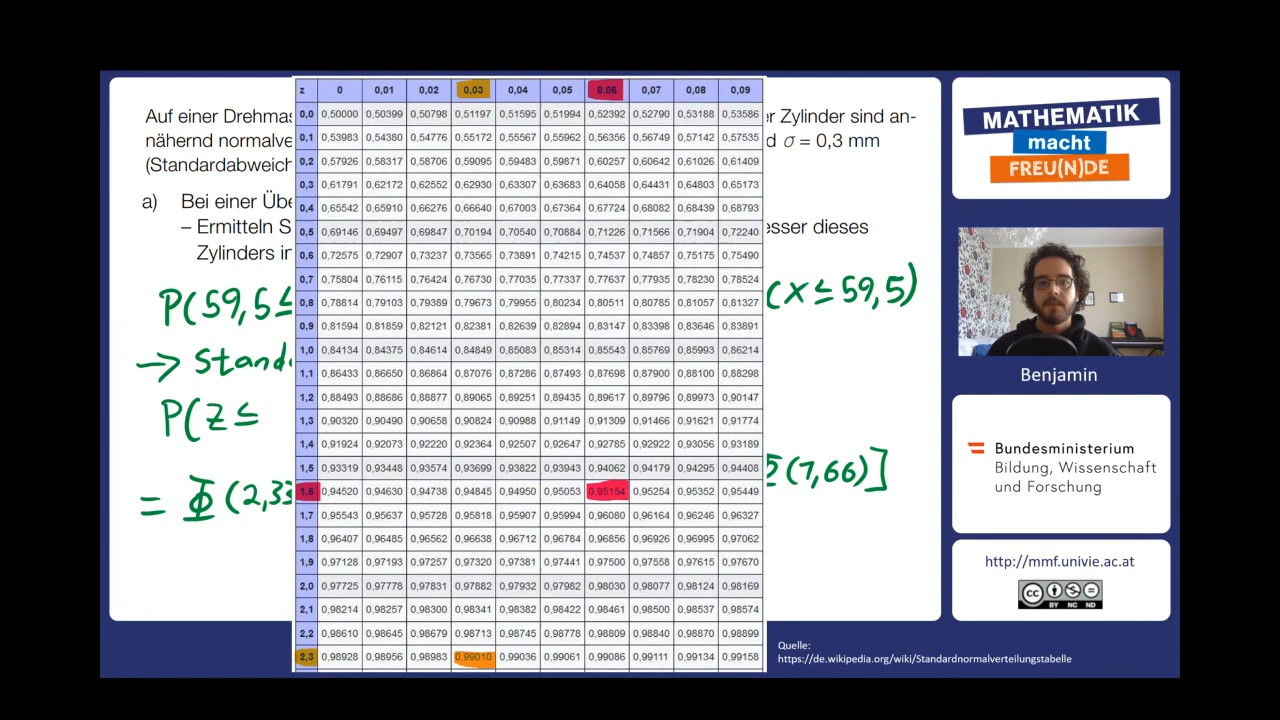 Auf einer Drehmas
r Zylinder sind an-
nähernd normalve
d σ = 0,3 mm
(Standardabweich
a) Bei einer Übe
– Ermitteln S
esser dieses
Zylinders in
P(59,5≤
(X≤59,5)
→ Stand
P(Z≤
= Φ(2,33
Φ(1,66)]
z 0 0,01 0,02 0,03 0,04 0,05 0,06 0,07 0,08 0,09
0,0 0,50000 0,50399 0,50798 0,51197 0,51595 0,51994 0,52392 0,52790 0,53188 0,53586
0,1 0,53983 0,54380 0,54776 0,55172 0,55567 0,55962 0,56356 0,56749 0,57142 0,57535
0,2 0,57926 0,58317 0,58706 0,59095 0,59483 0,59871 0,60257 0,60642 0,61026 0,61409
0,3 0,61791 0,62172 0,62552 0,62930 0,63307 0,63683 0,64058 0,64431 0,64803 0,65173
0,4 0,65542 0,65910 0,66276 0,66640 0,67003 0,67364 0,67724 0,68082 0,68439 0,68793
0,5 0,69146 0,69497 0,69847 0,70194 0,70540 0,70884 0,71226 0,71566 0,71904 0,72240
0,6 0,72575 0,72907 0,73237 0,73565 0,73891 0,74215 0,74537 0,74857 0,75175 0,75490
0,7 0,75804 0,76115 0,76424 0,76730 0,77035 0,77337 0,77637 0,77935 0,78230 0,78524
0,8 0,78814 0,79103 0,79389 0,79673 0,79955 0,80234 0,80511 0,80785 0,81057 0,81327
0,9 0,81594 0,81859 0,82121 0,82381 0,82639 0,82894 0,83147 0,83398 0,83646 0,83891
1,0 0,84134 0,84375 0,84614 0,84849 0,85083 0,85314 0,85543 0,85769 0,85993 0,86214
1,1 0,86433 0,86650 0,86864 0,87076 0,87286 0,87493 0,87698 0,87900 0,88100 0,88298
1,2 0,88493 0,88686 0,88877 0,89065 0,89251 0,89435 0,89617 0,89796 0,89973 0,90147
1,3 0,90320 0,90490 0,90658 0,90824 0,90988 0,91149 0,91309 0,91466 0,91621 0,91774
1,4 0,91924 0,92073 0,92220 0,92364 0,92507 0,92647 0,92785 0,92922 0,93056 0,93189
1,5 0,93319 0,93448 0,93574 0,93699 0,93822 0,93943 0,94062 0,94179 0,94295 0,94408
1,6 0,94520 0,94630 0,94738 0,94845 0,94950 0,95053 0,95154 0,95254 0,95352 0,95449
1,7 0,95543 0,95637 0,95728 0,95818 0,95907 0,95994 0,96080 0,96164 0,96246 0,96327
1,8 0,96407 0,96485 0,96562 0,96638 0,96712 0,96784 0,96856 0,96926 0,96995 0,97062
1,9 0,97128 0,97193 0,97257 0,97320 0,97381 0,97441 0,97500 0,97558 0,97615 0,97670
2,0 0,97725 0,97778 0,97831 0,97882 0,97932 0,97982 0,98030 0,98077 0,98124 0,98169
2,1 0,98214 0,98257 0,98300 0,98341 0,98382 0,98422 0,98461 0,98500 0,98537 0,98574
2,2 0,98610 0,98645 0,98679 0,98713 0,98745 0,98778 0,98809 0,98840 0,98870 0,98899
2,3 0,98928 0,98956 0,98983 0,99010 0,99036 0,99061 0,99086 0,99111 0,99134 0,99158
MATHEMATIK
macht
FREU(N)DE
Benjamin
Bundesministerium
Bildung, Wissenschaft
und Forschung
http://mmf.univie.ac.at
CC BY NC ND
Quelle:
https://de.wikipedia.org/wiki/Standardnormalverteilungstabelle